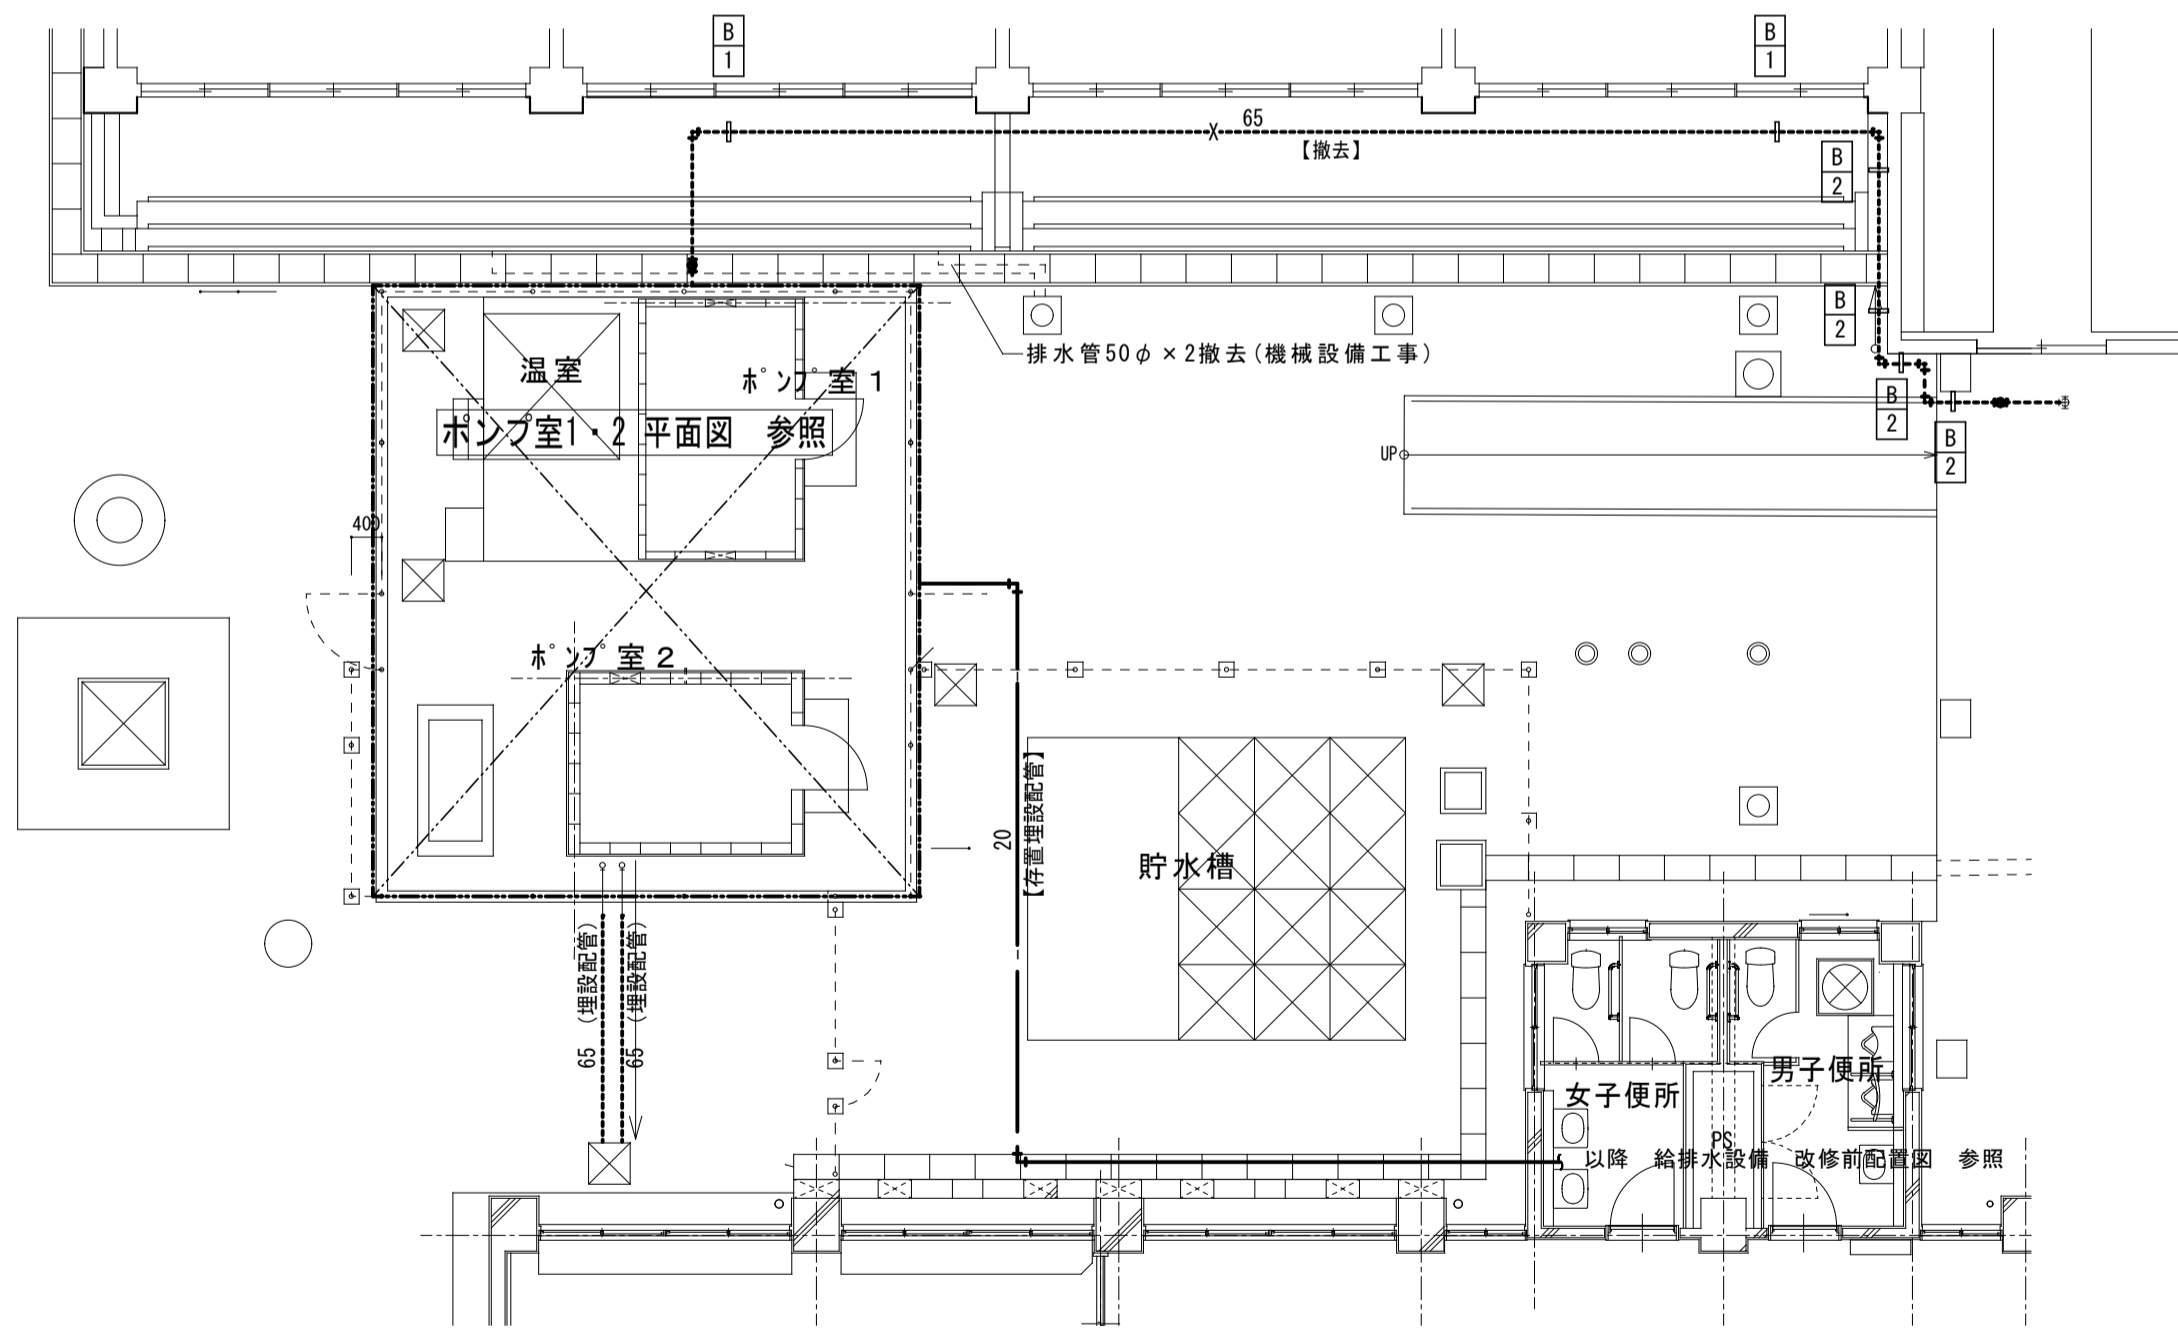 B
1
B
1
65
【撤去】
B
2
B
2
排水管50φ×2撤去(機械設備工事)
温室
ﾎﾟﾝﾌﾟ室1
ポンプ室1・2 平面図 参照
B
2
B
2
UP
400
ﾎﾟﾝﾌﾟ室2
20
【存置埋設配管】
貯水槽
65
(埋設配管)
65
(埋設配管)
男子便所
女子便所
PS
以降 給排水設備 改修前配置図 参照